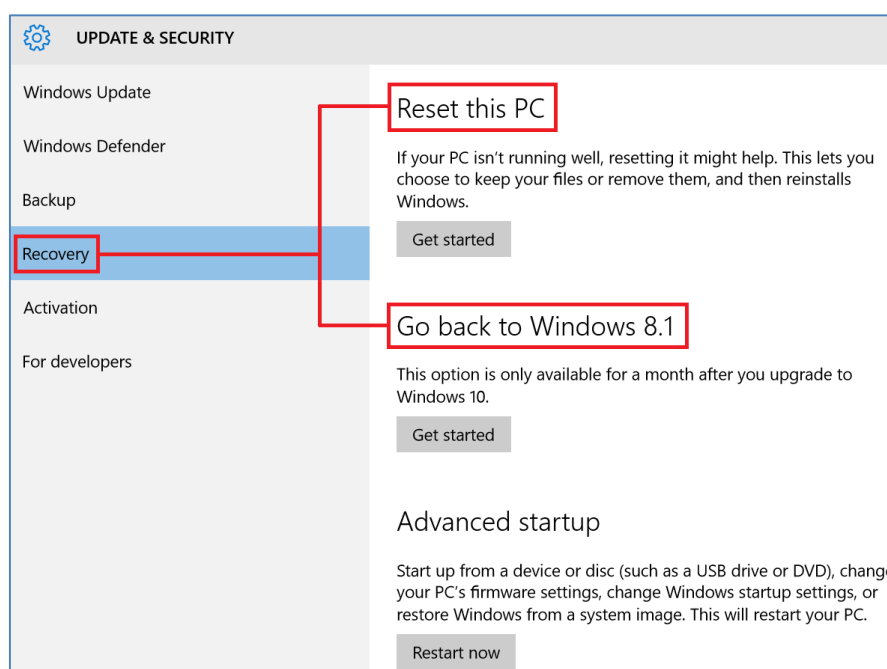 UPDATE & SECURITY
Windows Update
Windows Defender
Backup
Recovery
Activation
For developers
Reset this PC
If your PC isn't running well, resetting it might help. This lets you
choose to keep your files or remove them, and then reinstalls
Windows.
Get started
Go back to Windows 8.1
This option is only available for a month after you upgrade to
Windows 10.
Get started
Advanced startup
Start up from a device or disc (such as a USB drive or DVD), change
your PC's firmware settings, change Windows startup settings, or
restore Windows from a system image. This will restart your PC.
Restart now